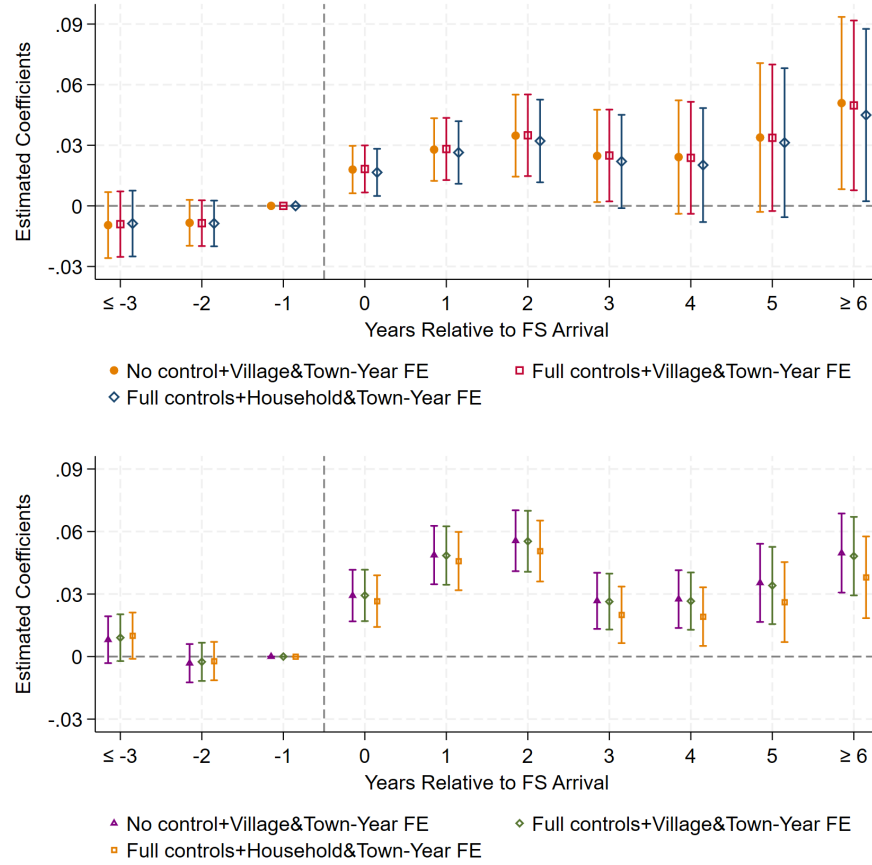 Estimated Coefficients
.09
.06
.03
0
-.03
≤ -3 -2 -1 0 1 2 3 4 5 ≥ 6
Years Relative to FS Arrival
No control+Village&Town-Year FE Full controls+Village&Town-Year FE
Full controls+Household&Town-Year FE
Estimated Coefficients
.09
.06
.03
0
-.03
≤ -3 -2 -1 0 1 2 3 4 5 ≥ 6
Years Relative to FS Arrival
No control+Village&Town-Year FE Full controls+Village&Town-Year FE
Full controls+Household&Town-Year FE